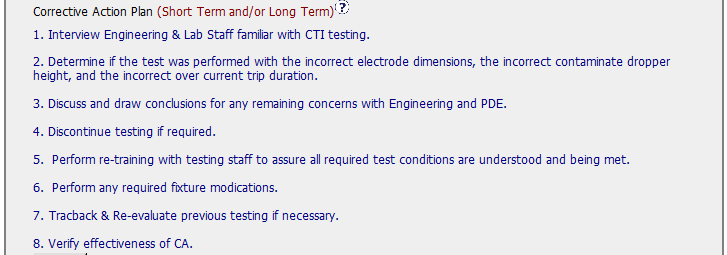 Corrective Action Plan (Short Term and/or Long Term) ?
1. Interview Engineering & Lab Staff familiar with CTI testing.
2. Determine if the test was performed with the incorrect electrode dimensions, the incorrect contaminate dropper
height, and the incorrect over current trip duration.
3. Discuss and draw conclusions for any remaining concerns with Engineering and PDE.
4. Discontinue testing if required.
5.  Perform re-training with testing staff to assure all required test conditions are understood and being met.
6.  Perform any required fixture modications.
7. Tracback & Re-evaluate previous testing if necessary.
8. Verify effectiveness of CA.